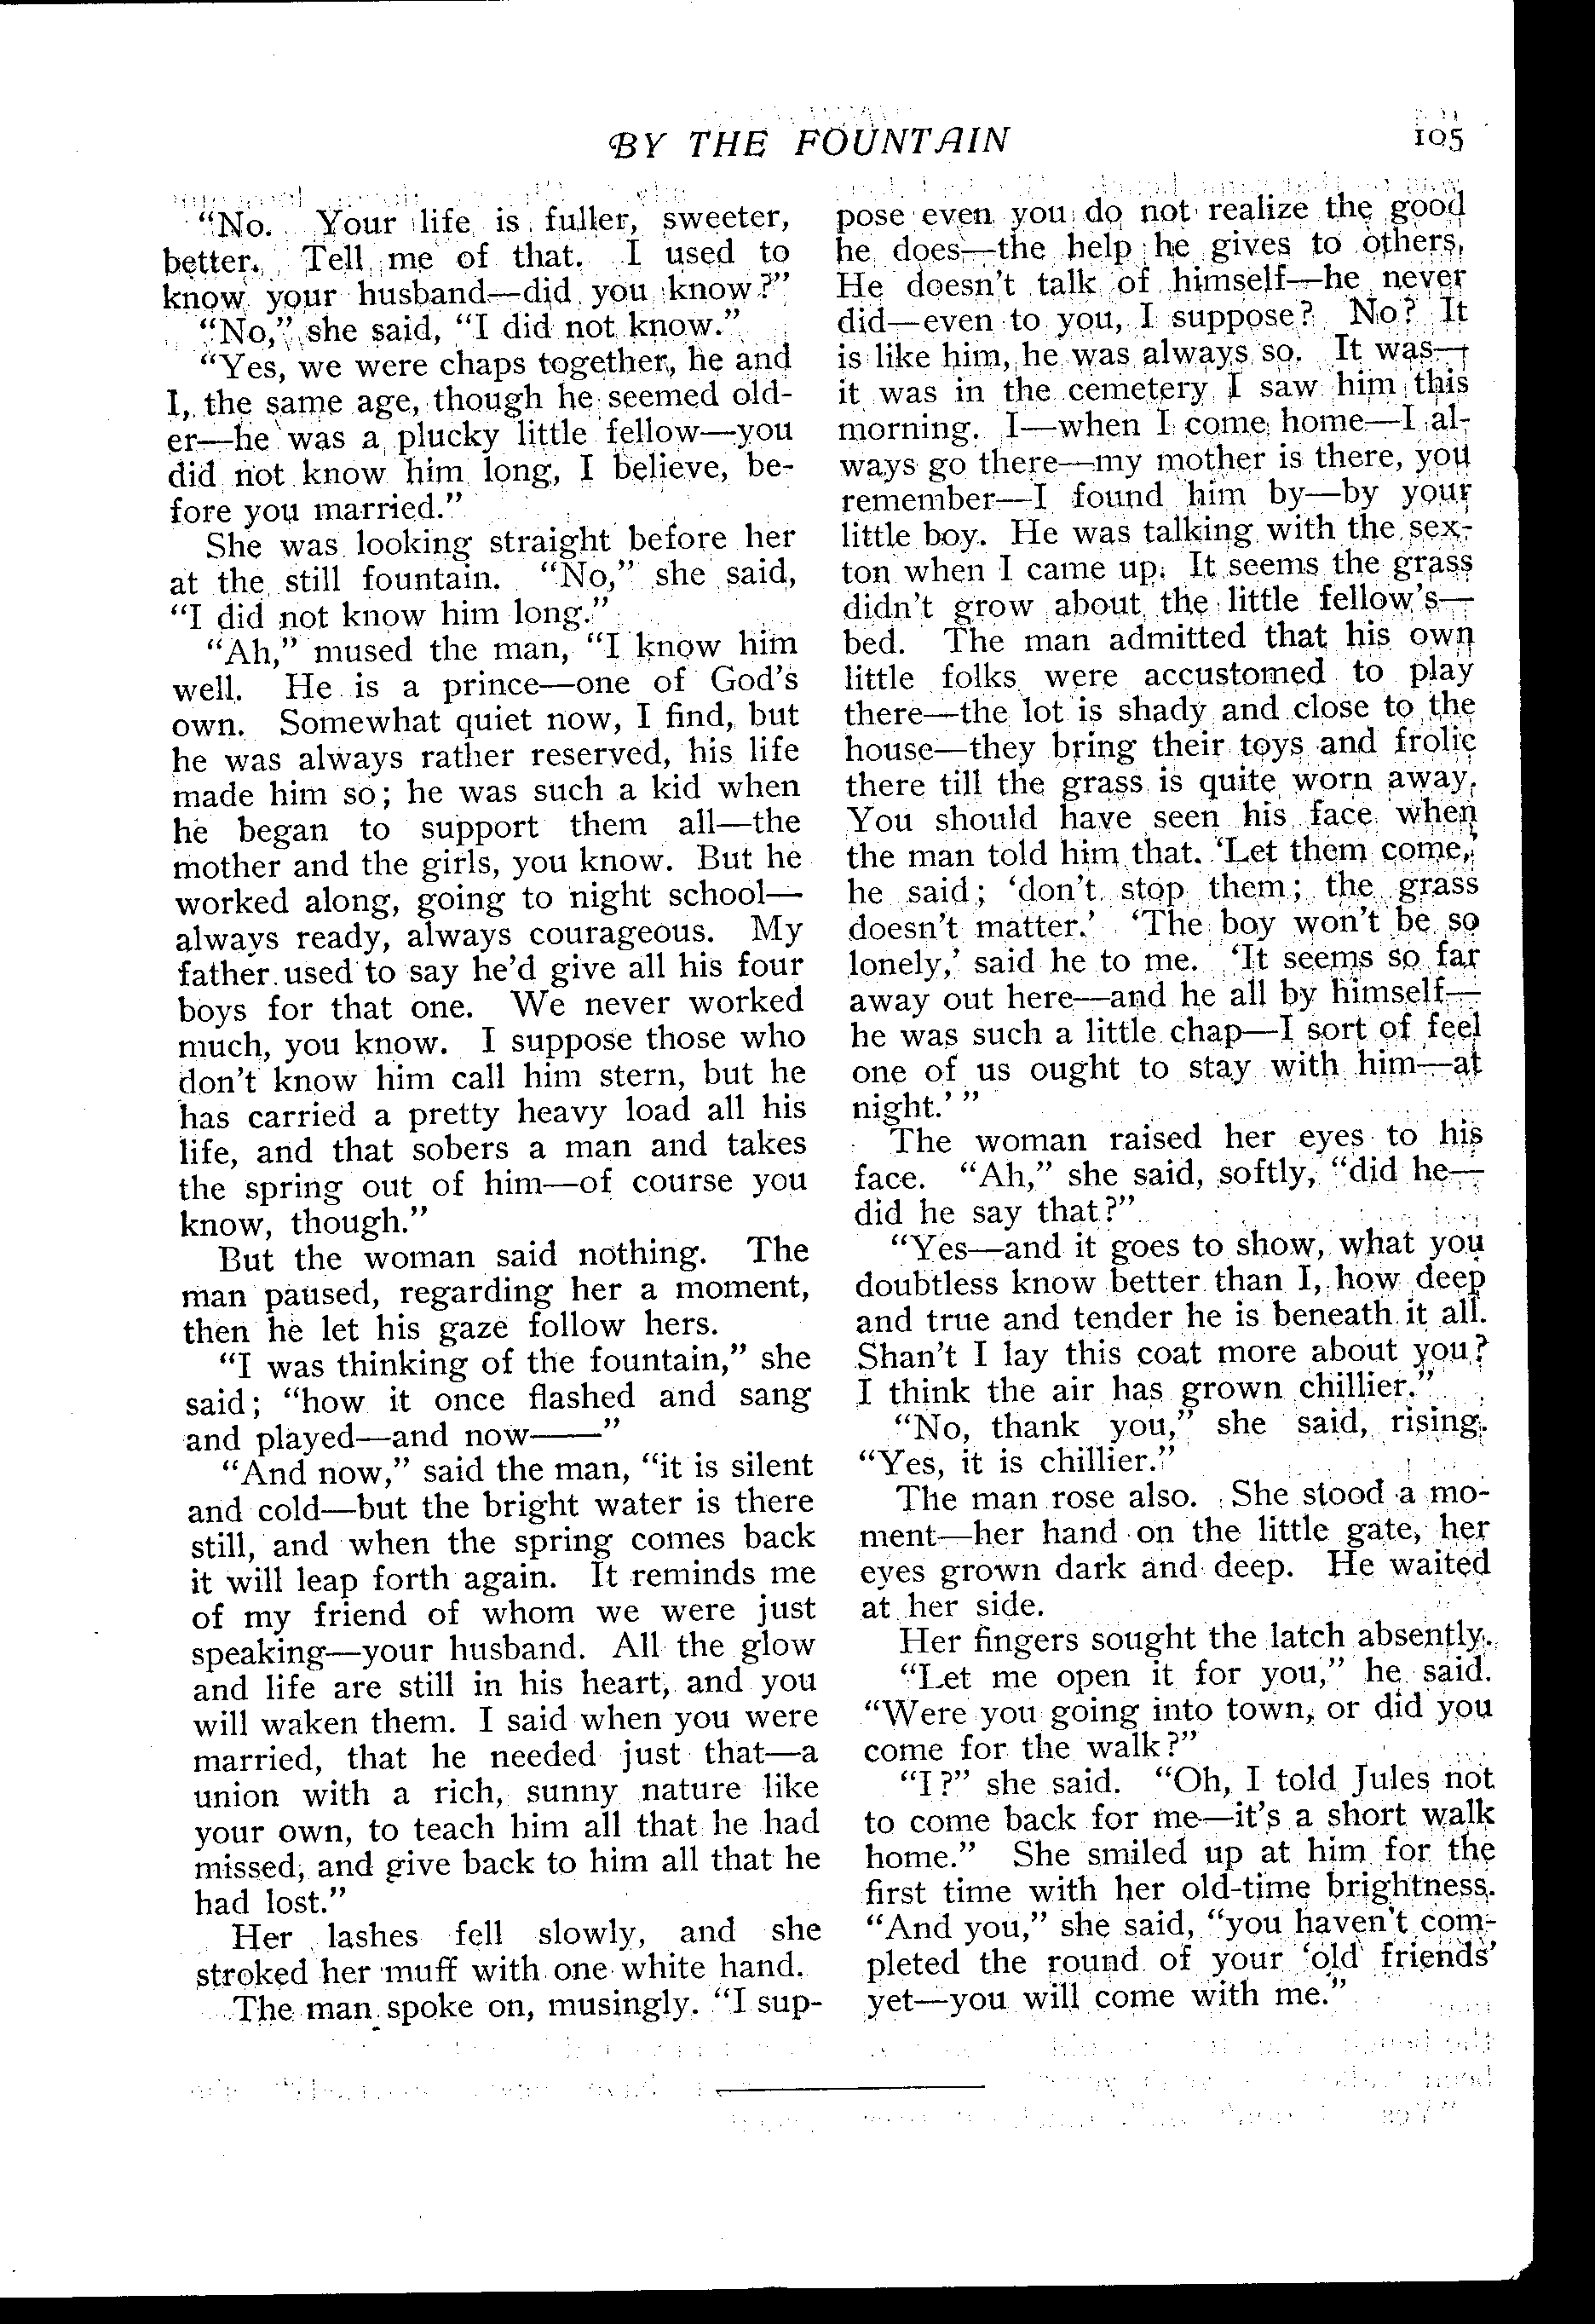 BY THE FOUNTAIN
105
"No. Your life is fuller, sweeter,
better. Tell me of that. I used to
know your husband—did you know?"
"No," she said, "I did not know."
"Yes, we were chaps together, he and
I, the same age, though he seemed old-
er—he was a plucky little fellow—you
did not know him long, I believe, be-
fore you married."
She was looking straight before her
at the still fountain. "No," she said,
"I did not know him long."
"Ah," mused the man, "I know him
well. He is a prince—one of God's
own. Somewhat quiet now, I find, but
he was always rather reserved, his life
made him so; he was such a kid when
he began to support them all—the
mother and the girls, you know. But he
worked along, going to night school—
always ready, always courageous. My
father used to say he'd give all his four
boys for that one. We never worked
much, you know. I suppose those who
don't know him call him stern, but he
has carried a pretty heavy load all his
life, and that sobers a man and takes
the spring out of him—of course you
know, though."
But the woman said nothing. The
man paused, regarding her a moment,
then he let his gaze follow hers.
"I was thinking of the fountain," she
said; "how it once flashed and sang
and played—and now——"
"And now," said the man, "it is silent
and cold—but the bright water is there
still, and when the spring comes back
it will leap forth again. It reminds me
of my friend of whom we were just
speaking—your husband. All the glow
and life are still in his heart, and you
will waken them. I said when you were
married, that he needed just that—a
union with a rich, sunny nature like
your own, to teach him all that he had
missed, and give back to him all that he
had lost."
Her lashes fell slowly, and she
stroked her muff with one white hand.
The man spoke on, musingly. "I sup-
pose even you do not realize the good
he does—the help he gives to others.
He doesn't talk of himself—he never
did—even to you, I suppose? No? It
is like him, he was always so. It was—
it was in the cemetery I saw him this
morning. I—when I come home—I al-
ways go there—my mother is there, you
remember—I found him by—by your
little boy. He was talking with the sex-
ton when I came up. It seems the grass
didn't grow about the little fellow's—
bed. The man admitted that his own
little folks were accustomed to play
there—the lot is shady and close to the
house—they bring their toys and frolic
there till the grass is quite worn away.
You should have seen his face when
the man told him that. 'Let them come,'
he said; 'don't stop them; the grass
doesn't matter.' 'The boy won't be so
lonely,' said he to me. 'It seems so far
away out here—and he all by himself—
he was such a little chap—I sort of feel
one of us ought to stay with him—at
night.'"
The woman raised her eyes to his
face. "Ah," she said, softly, "did he—
did he say that?"
"Yes—and it goes to show, what you
doubtless know better than I, how deep
and true and tender he is beneath it all.
Shan't I lay this coat more about you?
I think the air has grown chillier."
"No, thank you," she said, rising.
"Yes, it is chillier."
The man rose also. She stood a mo-
ment—her hand on the little gate, her
eyes grown dark and deep. He waited
at her side.
Her fingers sought the latch absently.
"Let me open it for you," he said.
"Were you going into town, or did you
come for the walk?"
"I?" she said. "Oh, I told Jules not
to come back for me—it's a short walk
home." She smiled up at him for the
first time with her old-time brightness.
"And you," she said, "you haven't com-
pleted the round of your 'old friends'
yet—you will come with me."